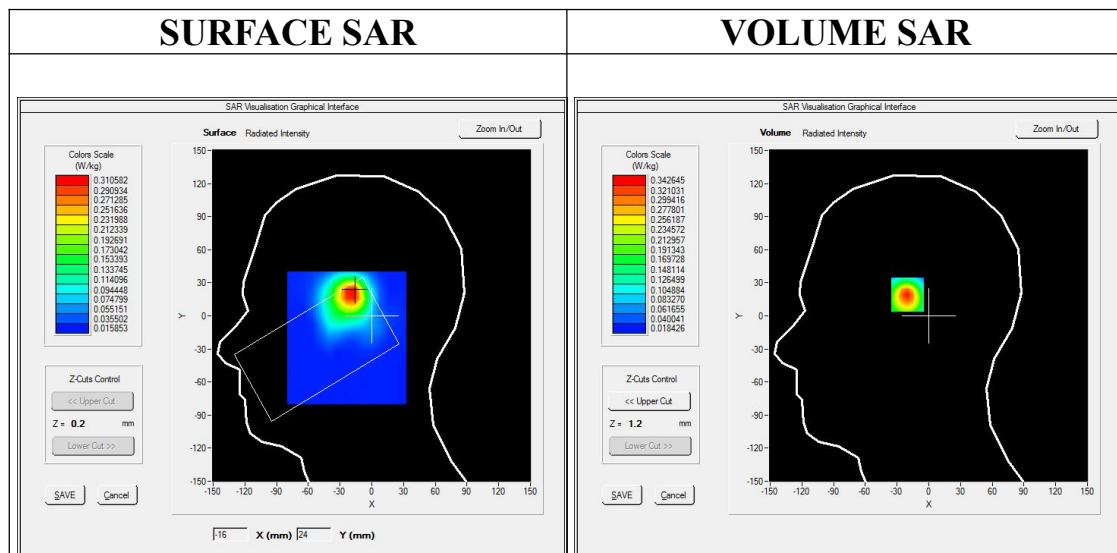 SURFACE SAR
VOLUME SAR
SAR Visualisation Graphical Interface
Surface Radiated Intensity
Zoom In/Out
Colors Scale
(W/kg)
0.310582
0.290934
0.271285
0.251636
0.231988
0.212339
0.192691
0.173042
0.153393
0.133745
0.114096
0.094448
0.074799
0.055151
0.035502
0.015853
Z-Cuts Control
<< Upper Cut
Z = 0.2 mm
Lower Cut >>
SAVE Cancel
150
120
90
60
30
0
-30
-60
-90
-120
-150
Y
-150 -120 -90 -60 -30 0 30 60 90 120 150
X
-16 X (mm) 24 Y (mm)
SAR Visualisation Graphical Interface
Volume Radiated Intensity
Zoom In/Out
Colors Scale
(W/kg)
0.342645
0.321031
0.299416
0.277801
0.256187
0.234572
0.212957
0.191343
0.169728
0.148114
0.126499
0.104884
0.083270
0.061655
0.040041
0.018426
Z-Cuts Control
<< Upper Cut
Z = 1.2 mm
Lower Cut >>
SAVE Cancel
150
120
90
60
30
0
-30
-60
-90
-120
-150
Y
-150 -120 -90 -60 -30 0 30 60 90 120 150
X